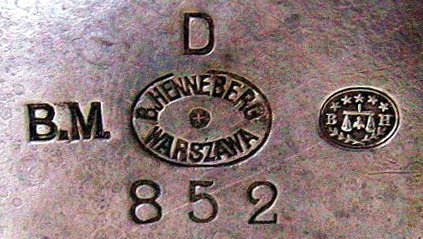 D
B.M.
B. HENNEBERG
WARSZAWA
B H
852